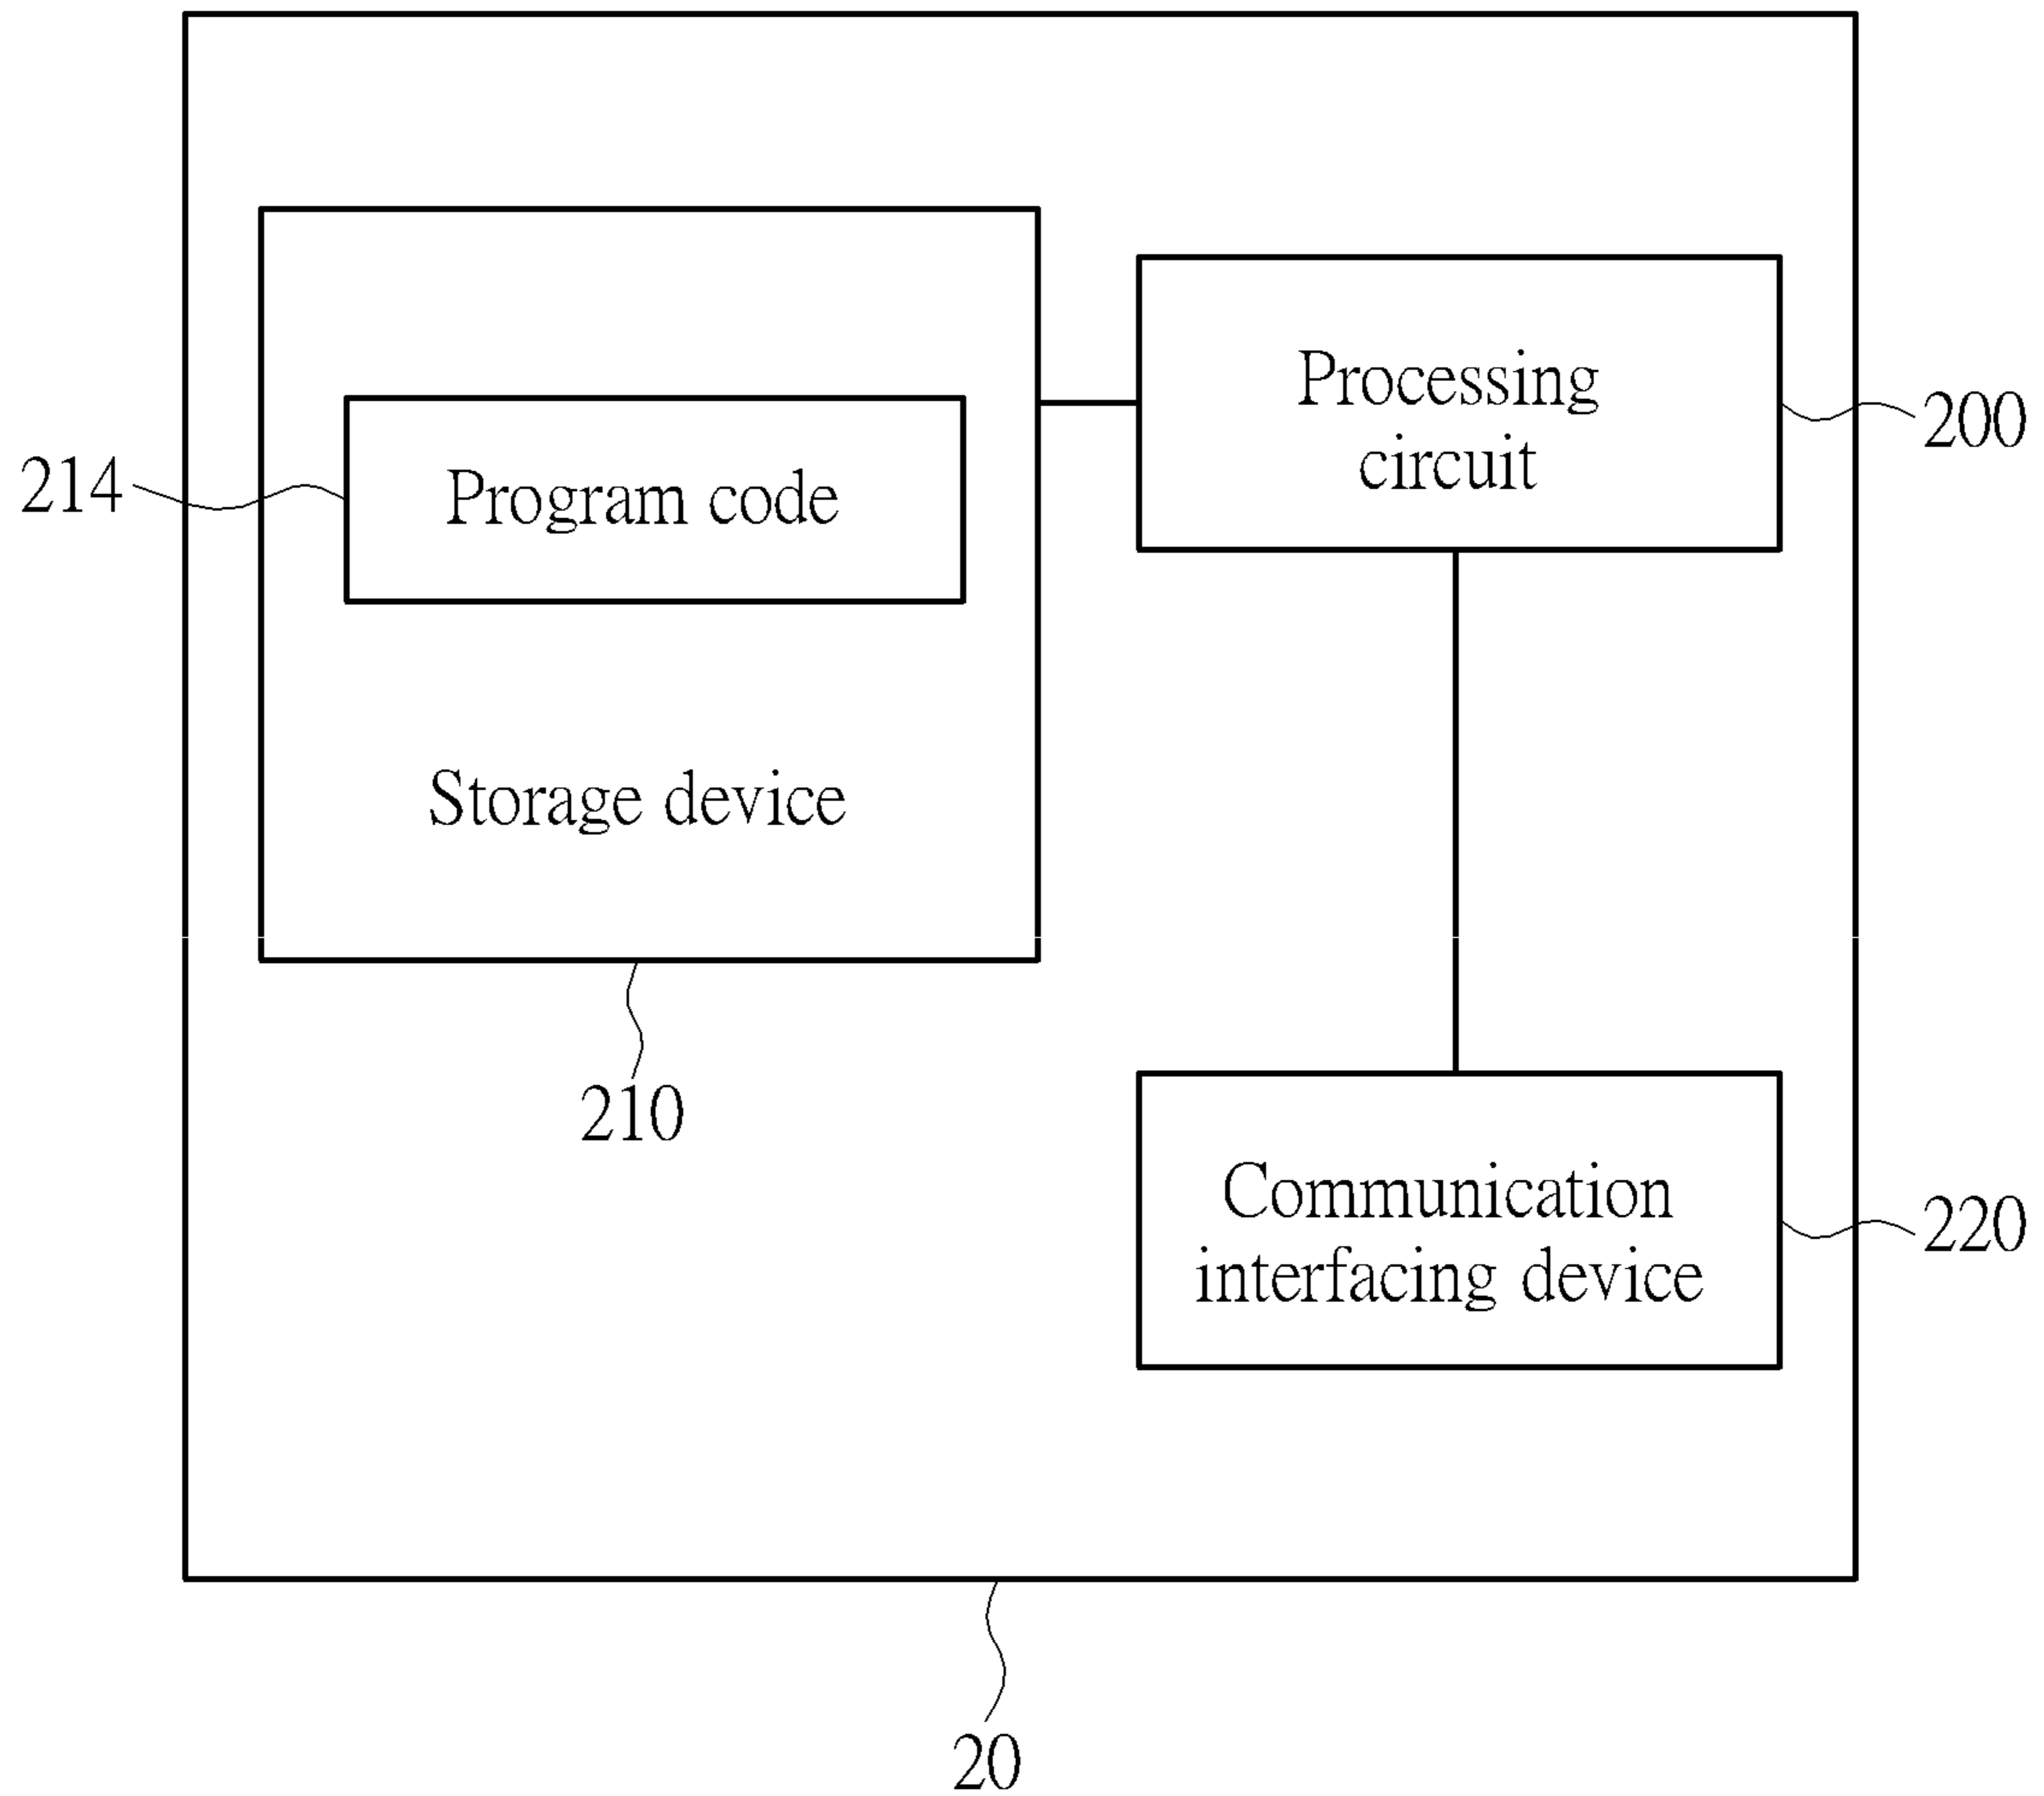 Processing
circuit
200
214
Program code
Storage device
210
Communication
interfacing device
220
20